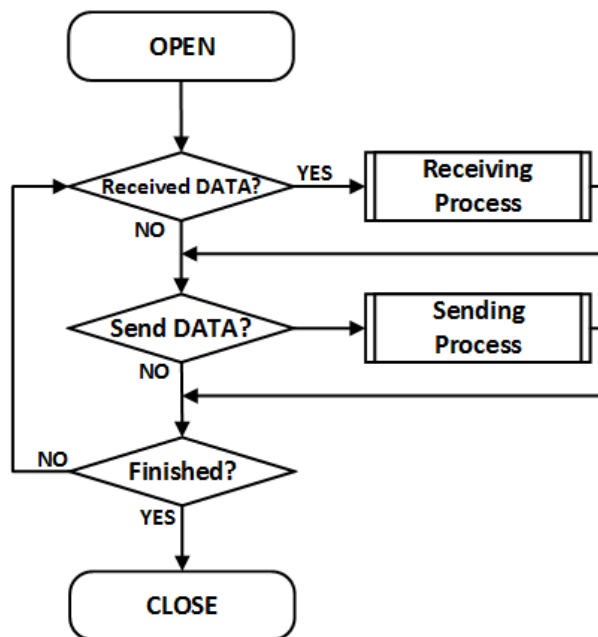 OPEN
Received DATA?
YES
Receiving
Process
NO
Send DATA?
Sending
Process
NO
NO
Finished?
YES
CLOSE